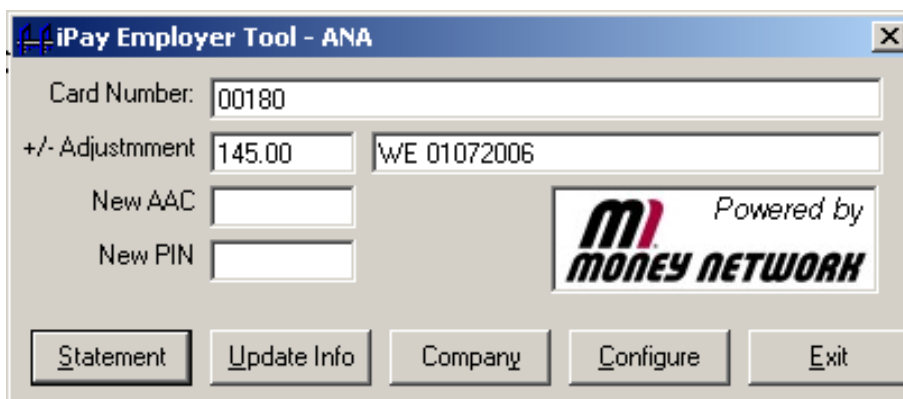 iPay Employer Tool - ANA
Card Number: 00180
+/- Adjustmment 145.00 WE 01072006
New AAC
Powered by
New PIN
MONEY NETWORK
Statement Update Info Company Configure Exit